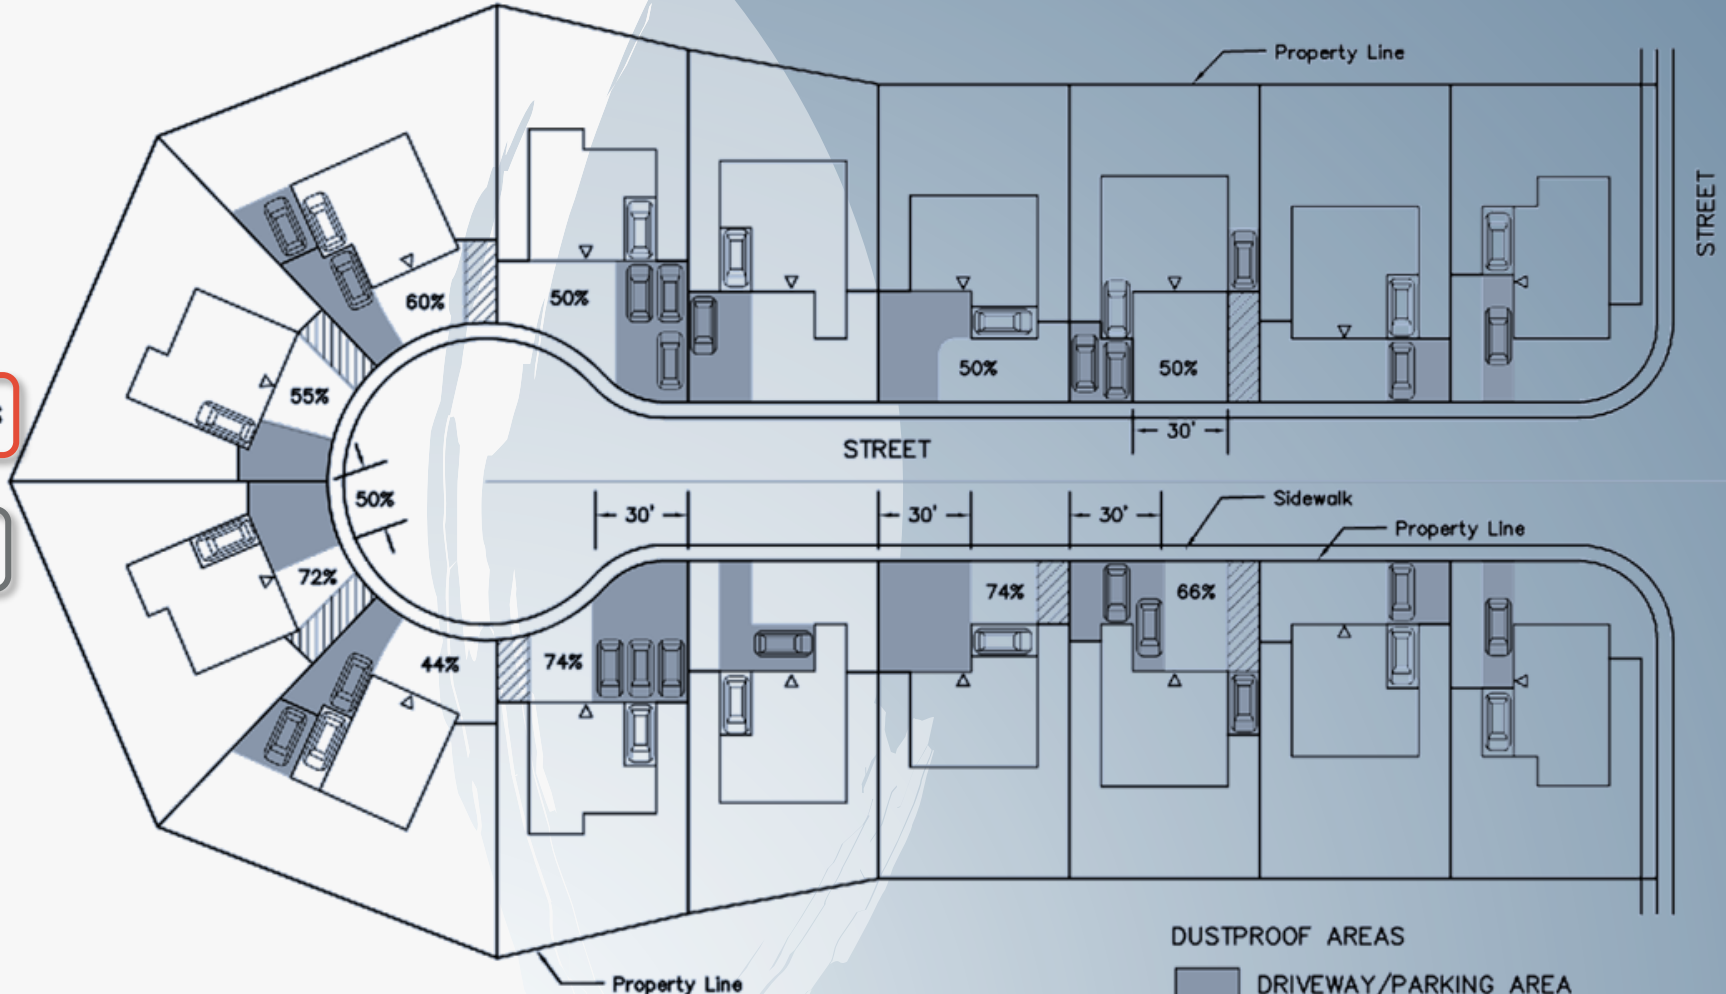 Property Line
STREET
60%
50%
55%
50%
50%
30'
STREET
50%
30'
30'
30'
Sidewalk
Property Line
72%
74%
66%
44%
74%
DUSTPROOF AREAS
Property Line
DRIVEWAY/PARKING AREA